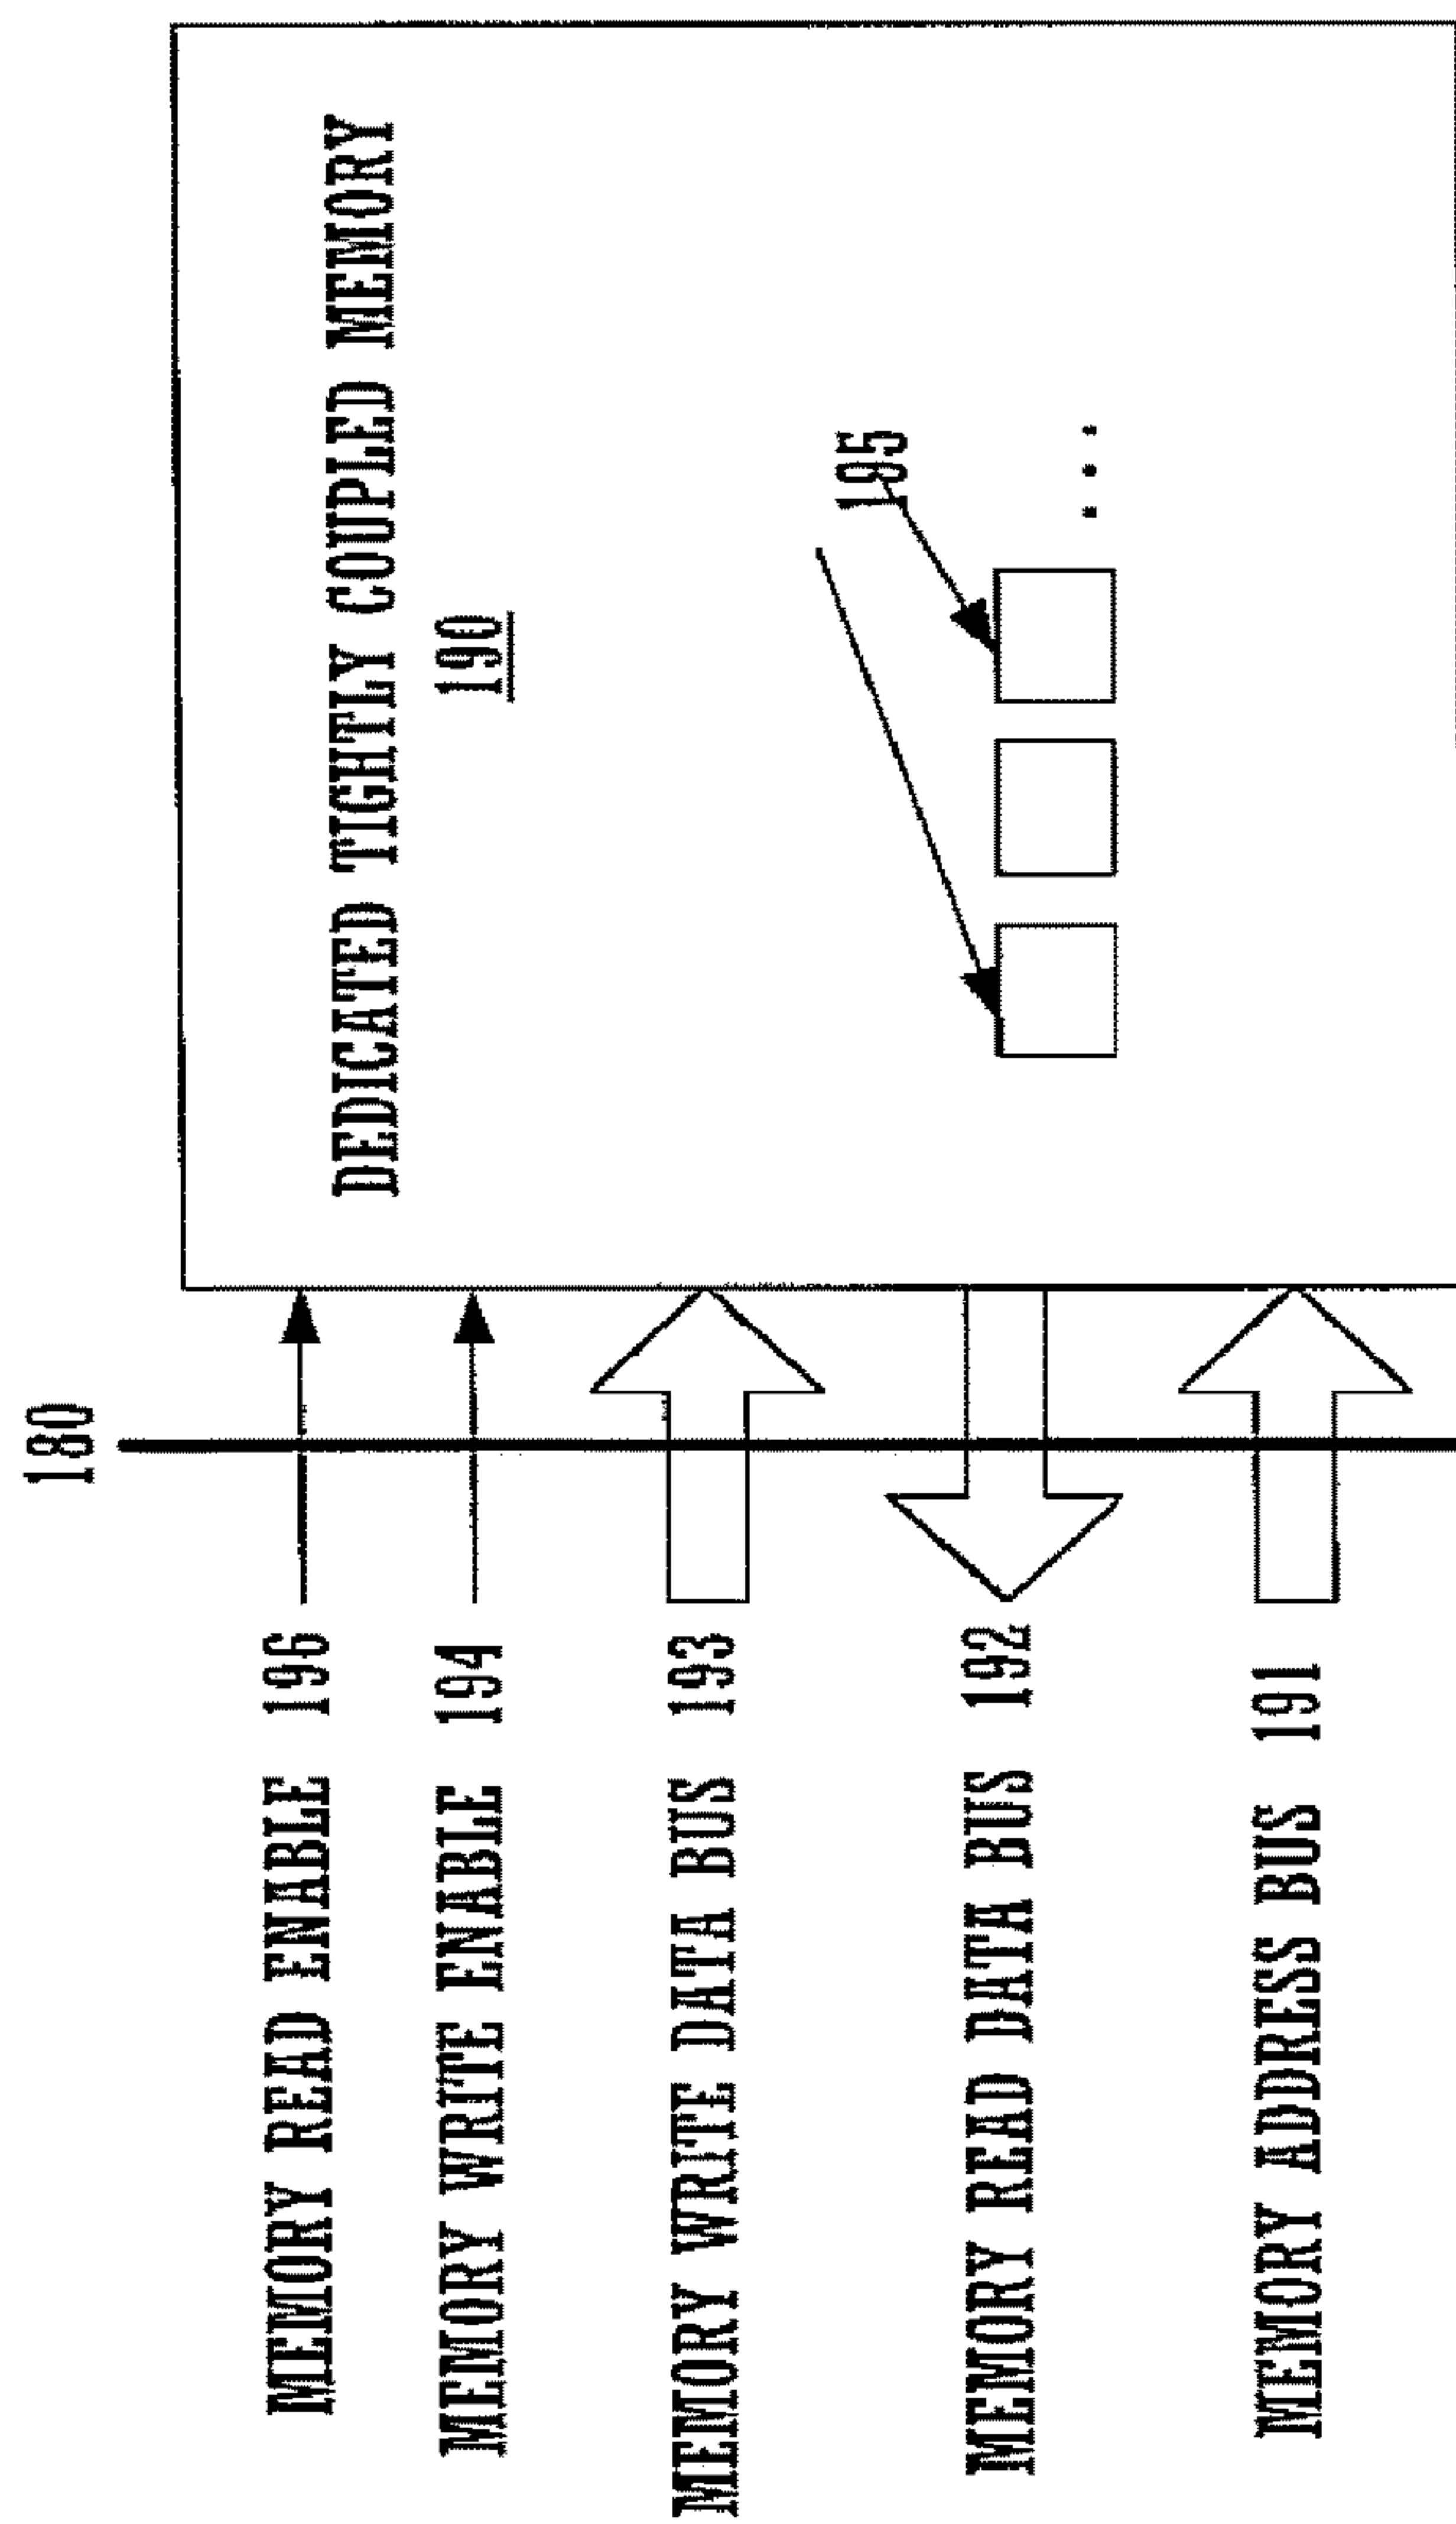 180
MEMORY READ ENABLE 196
MEMORY WRITE ENABLE 194
MEMORY WRITE DATA BUS 193
MEMORY READ DATA BUS 192
MEMORY ADDRESS BUS 191
DEDICATED TIGHTLY COUPLED MEMORY
190
195
...